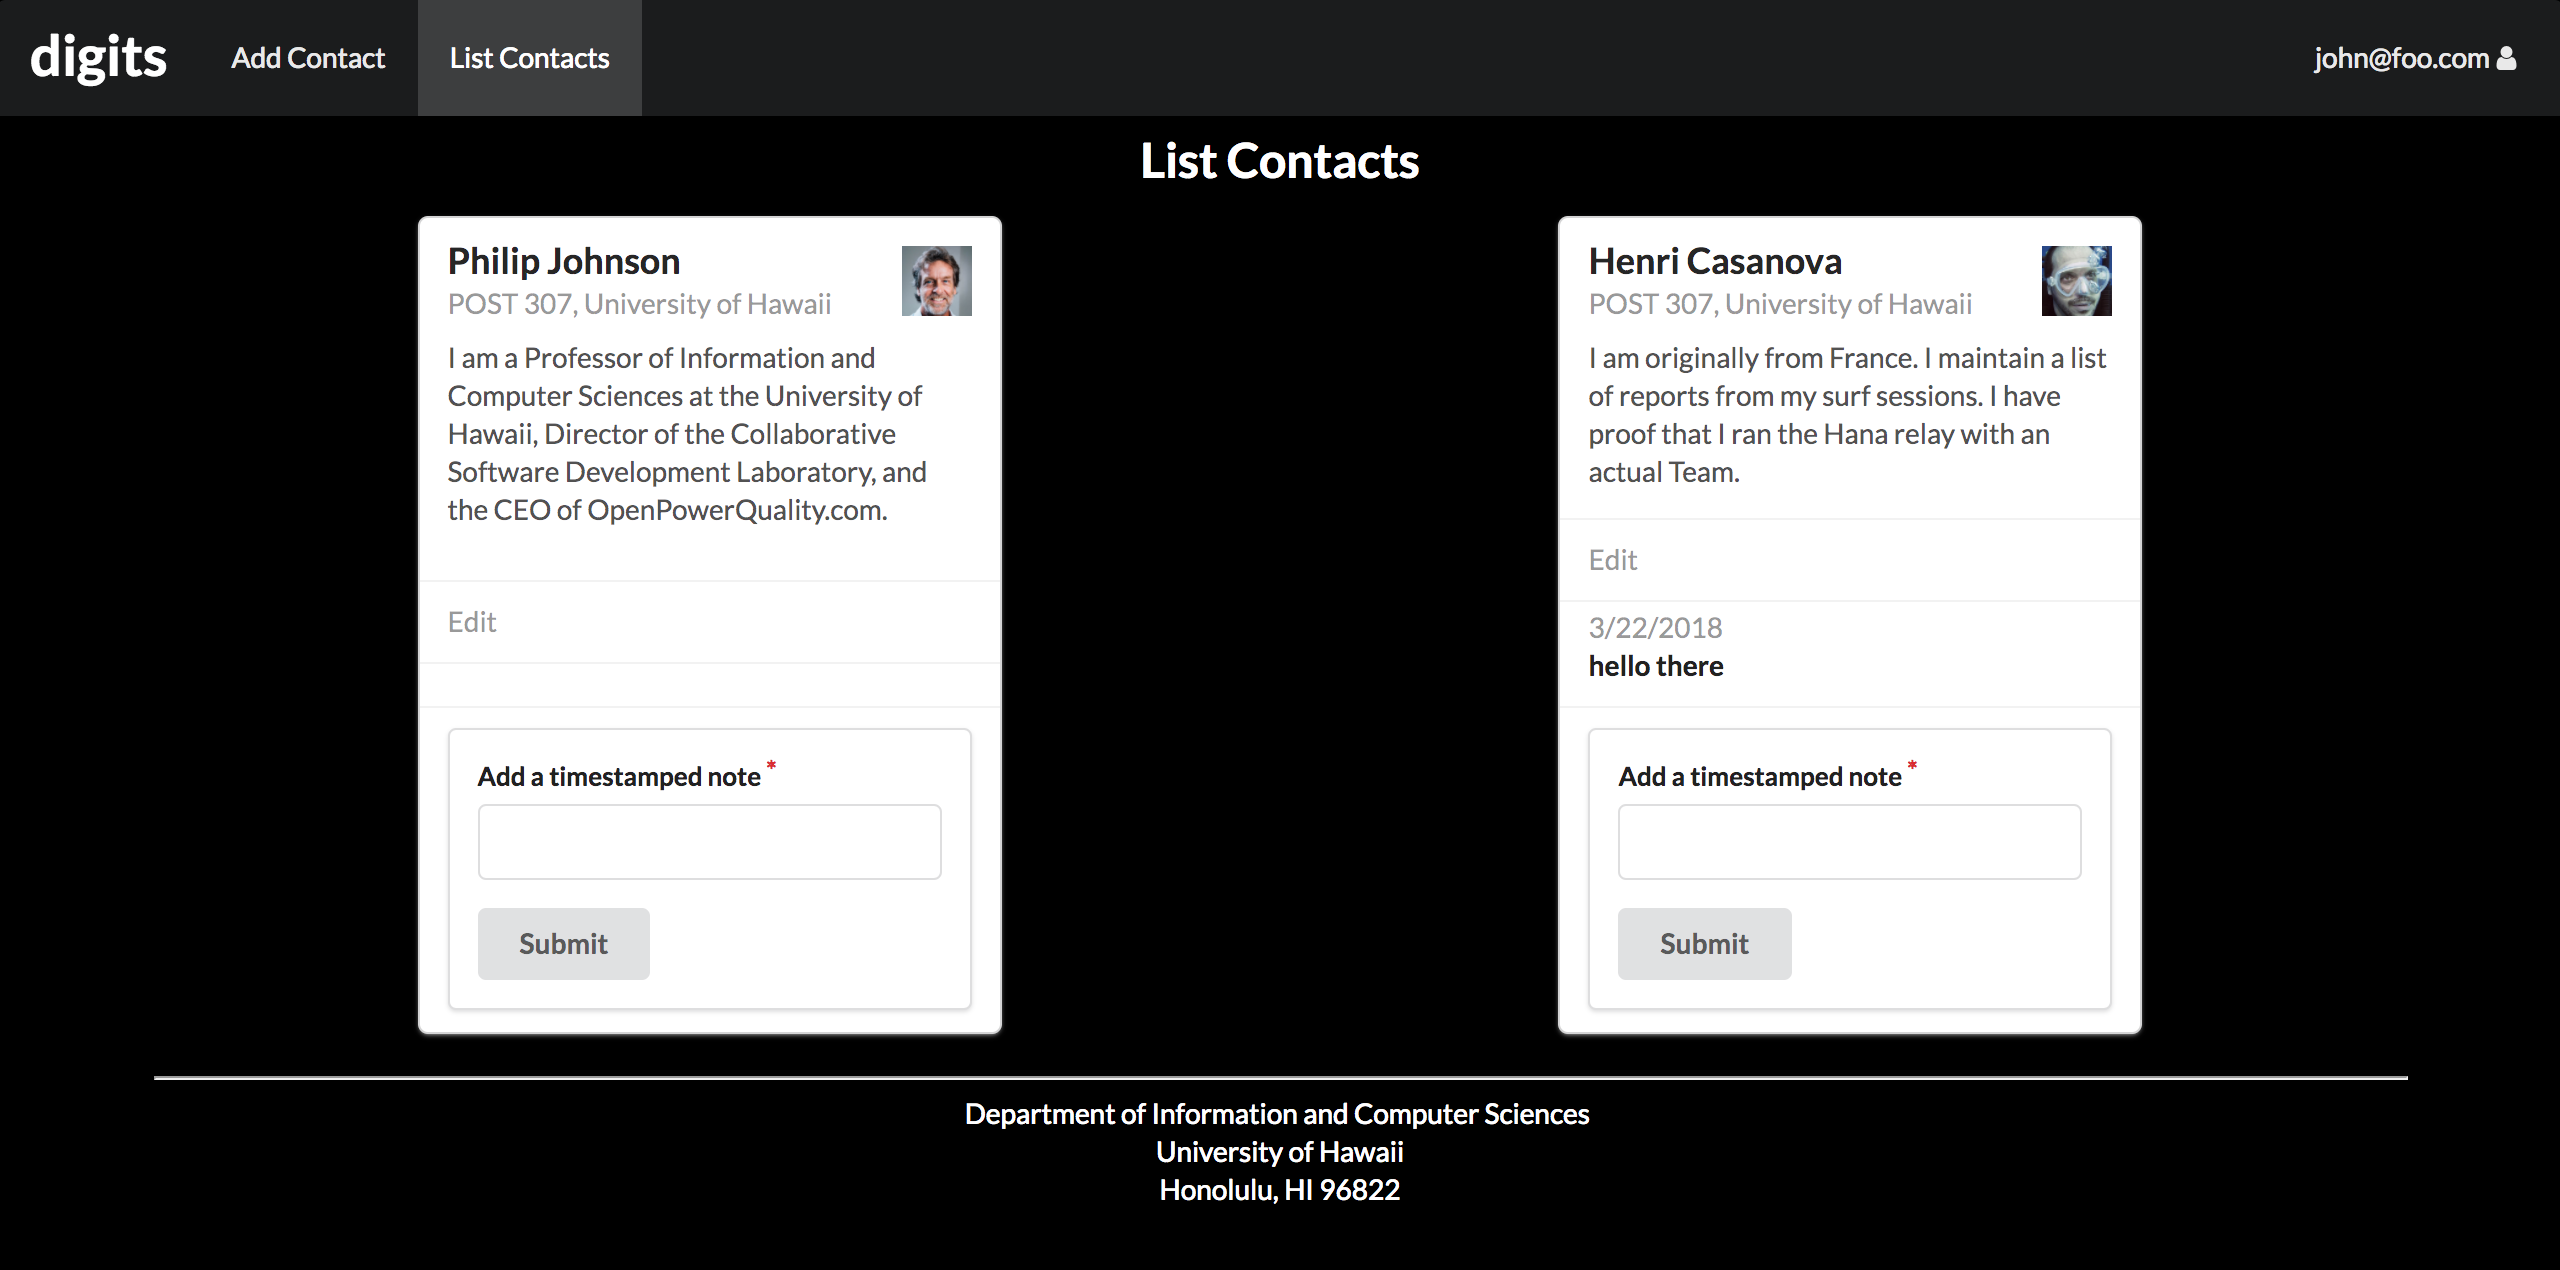 digits
Add Contact
List Contacts
john@foo.com
List Contacts
Philip Johnson
POST 307, University of Hawaii
I am a Professor of Information and
Computer Sciences at the University of
Hawaii, Director of the Collaborative
Software Development Laboratory, and
the CEO of OpenPowerQuality.com.
Edit
Add a timestamped note *
Submit
Henri Casanova
POST 307, University of Hawaii
I am originally from France. I maintain a list
of reports from my surf sessions. I have
proof that I ran the Hana relay with an
actual Team.
Edit
3/22/2018
hello there
Add a timestamped note *
Submit
Department of Information and Computer Sciences
University of Hawaii
Honolulu, HI 96822